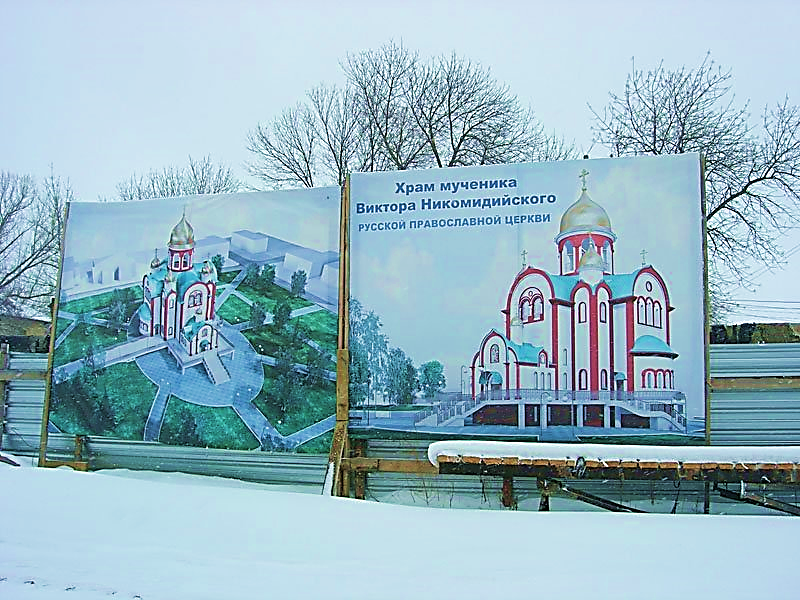 Храм мученика
Виктора Никомидийского
РУССКОЙ ПРАВОСЛАВНОЙ ЦЕРКВИ